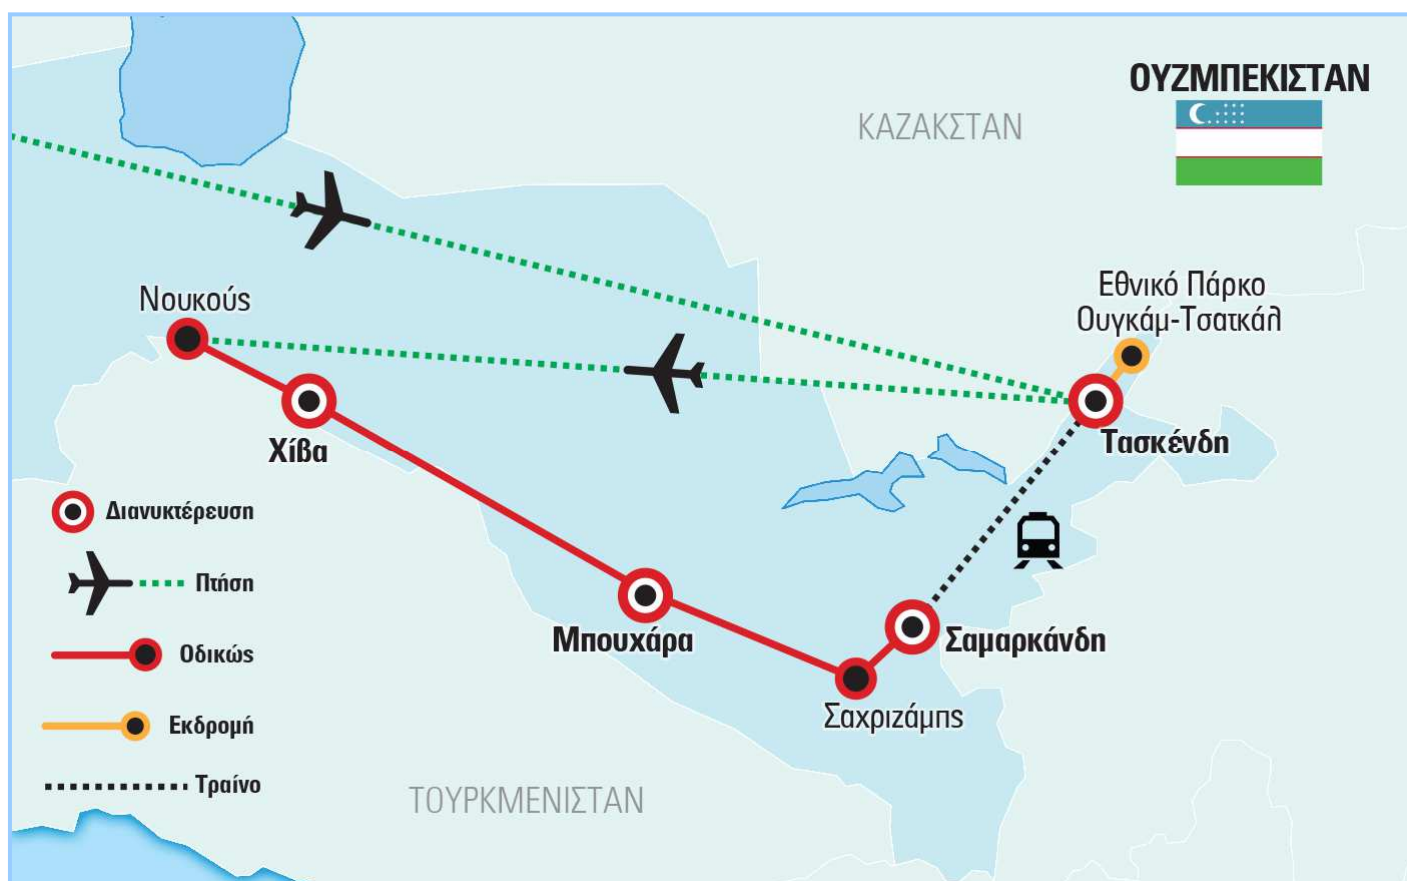 ΟΥΖΜΠΕΚΙΣΤΑΝ
ΚΑΖΑΚΣΤΑΝ
Νουκούς
Εθνικό Πάρκο
Ουγκάμ-Τσατκάλ
Χίβα
Τασκένδη
Διανυκτέρευση
Πτήση
Μπουχάρα
Σαμαρκάνδη
Οδικώς
Σαχριζάμπς
Εκδρομή
Τραίνο
ΤΟΥΡΚΜΕΝΙΣΤΑΝ